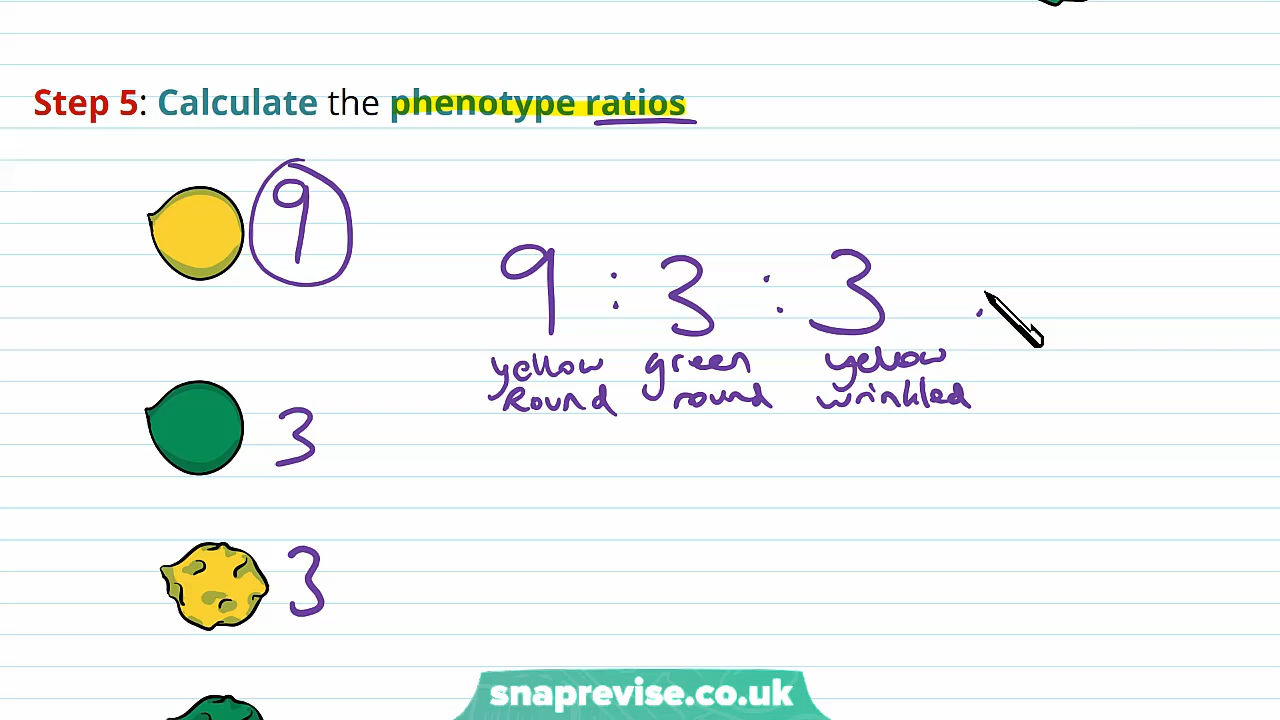 Step 5: Calculate the phenotype ratios
9
9 : 3 : 3 .
yellow green yellow
Round round wrinkled
3
3
snaprevise.co.uk